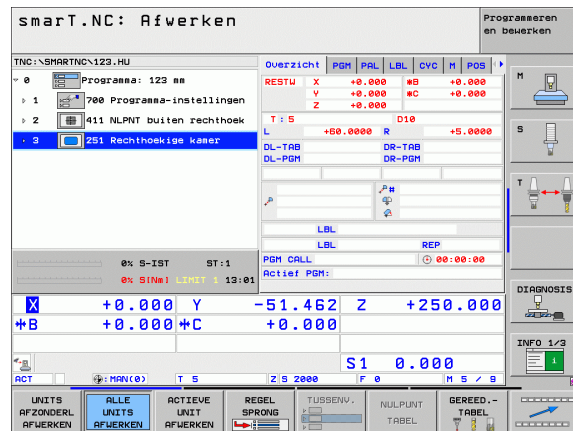 smarT.NC: Afwerken
Programmeren
en bewerken
TNC:\SMARTNC\123.HU
0 Programma: 123 mm
1 700 Programma-instellingen
2 411 NLPNT buiten rechthoek
3 251 Rechthoekige kamer
0% S-IST ST:1
0% S[Nm] LIMIT 1 13:01
Overzicht PGM PAL LBL CYC M POS
RESTW X +0.000 *B +0.000
Y +0.000 *C +0.000
Z +0.000
T : 5 D10
L +60.0000 R +5.0000
DL-TAB DR-TAB
DL-PGM DR-PGM
#
LBL
LBL REP
PGM CALL 00:00:00
Actief PGM:
X +0.000 Y -51.462 Z +250.000
*B +0.000 *C +0.000
S1 0.000
ACT MAN(0) T 5 Z S 2000 F 0 M 5 / 9
M
S
T
DIAGNOSIS
INFO 1/3
1
UNITS
AFZONDERL
AFWERKEN
ALLE
UNITS
AFWERKEN
ACTIEVE
UNIT
AFWERKEN
REGEL
SPRONG
TUSSENV.
NULPUNT
TABEL
GEREED.-
TABEL